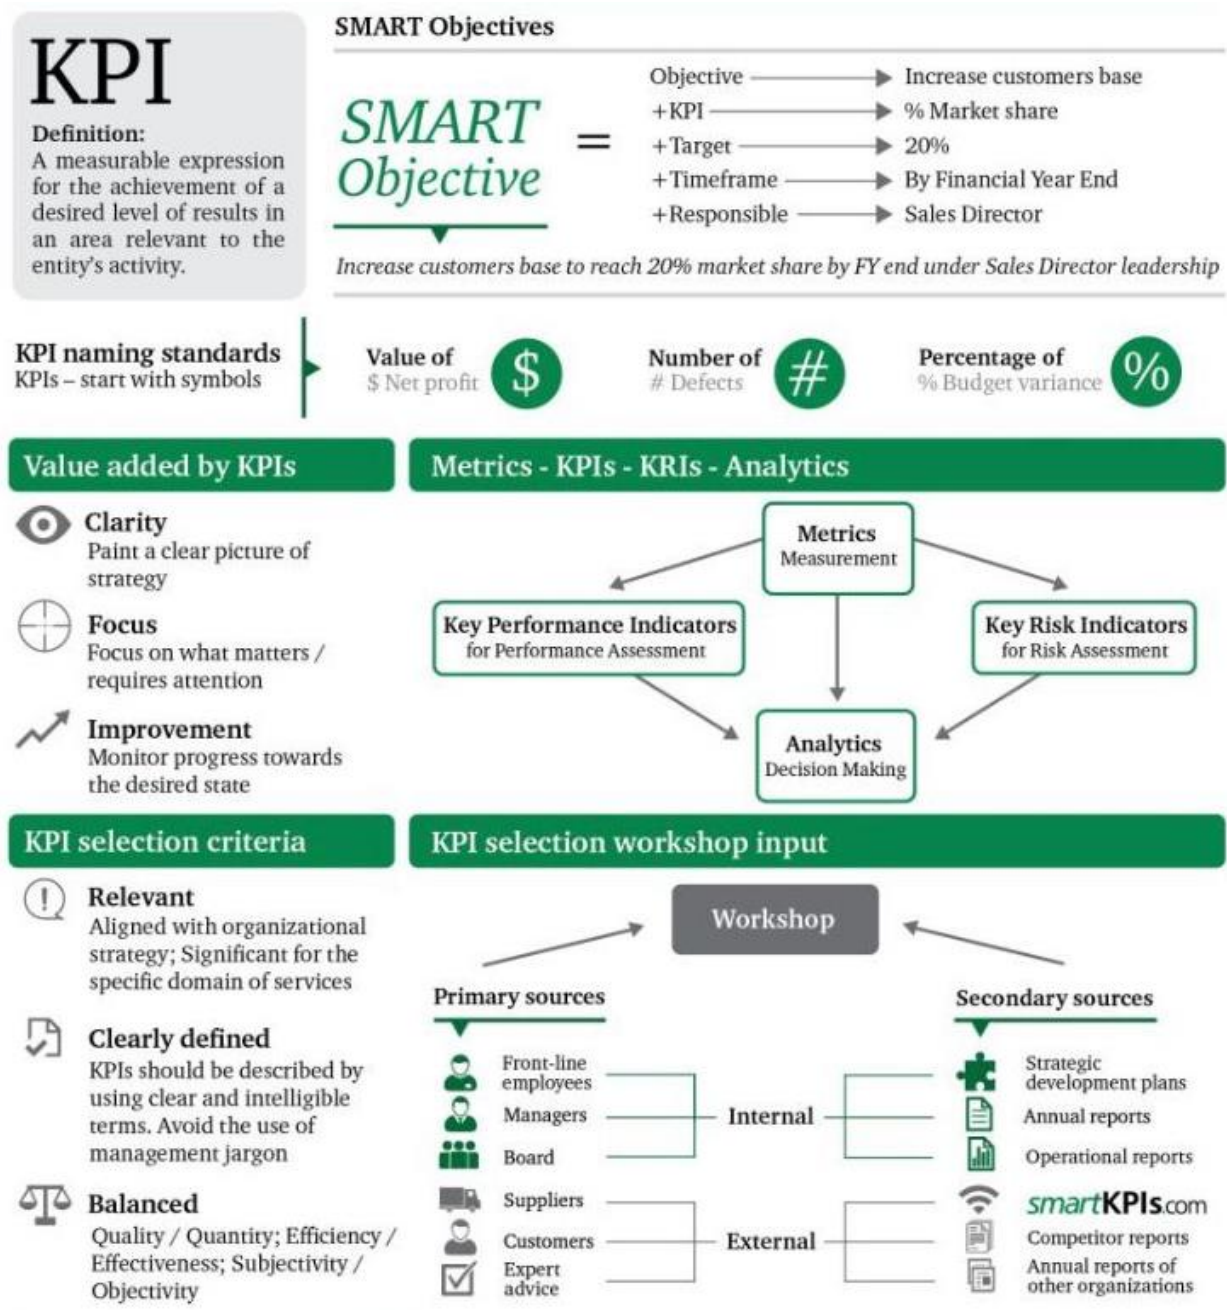 KPI
Definition:
A measurable expression
for the achievement of a
desired level of results in
an area relevant to the
entity's activity.
SMART Objectives
SMART
Objective
=
Objective
Increase customers base
+KPI
% Market share
+Target
20%
+Timeframe
By Financial Year End
+Responsible
Sales Director
Increase customers base to reach 20% market share by FY end under Sales Director leadership
KPI naming standards
KPIs – start with symbols
Value of
$ Net profit
$
Number of
# Defects
#
Percentage of
% Budget variance
%
Value added by KPIs
Clarity
Paint a clear picture of
strategy
Focus
Focus on what matters /
requires attention
Improvement
Monitor progress towards
the desired state
Metrics - KPIs - KRIs - Analytics
Metrics
Measurement
Key Performance Indicators
for Performance Assessment
Key Risk Indicators
for Risk Assessment
Analytics
Decision Making
KPI selection criteria
Relevant
Aligned with organizational
strategy; Significant for the
specific domain of services
Clearly defined
KPIs should be described by
using clear and intelligible
terms. Avoid the use of
management jargon
Balanced
Quality / Quantity; Efficiency /
Effectiveness; Subjectivity /
Objectivity
KPI selection workshop input
Workshop
Primary sources
Front-line
employees
Managers
Board
Suppliers
Customers
Expert
advice
Internal
External
Secondary sources
Strategic
development plans
Annual reports
Operational reports
smartKPIs.com
Competitor reports
Annual reports of
other organizations